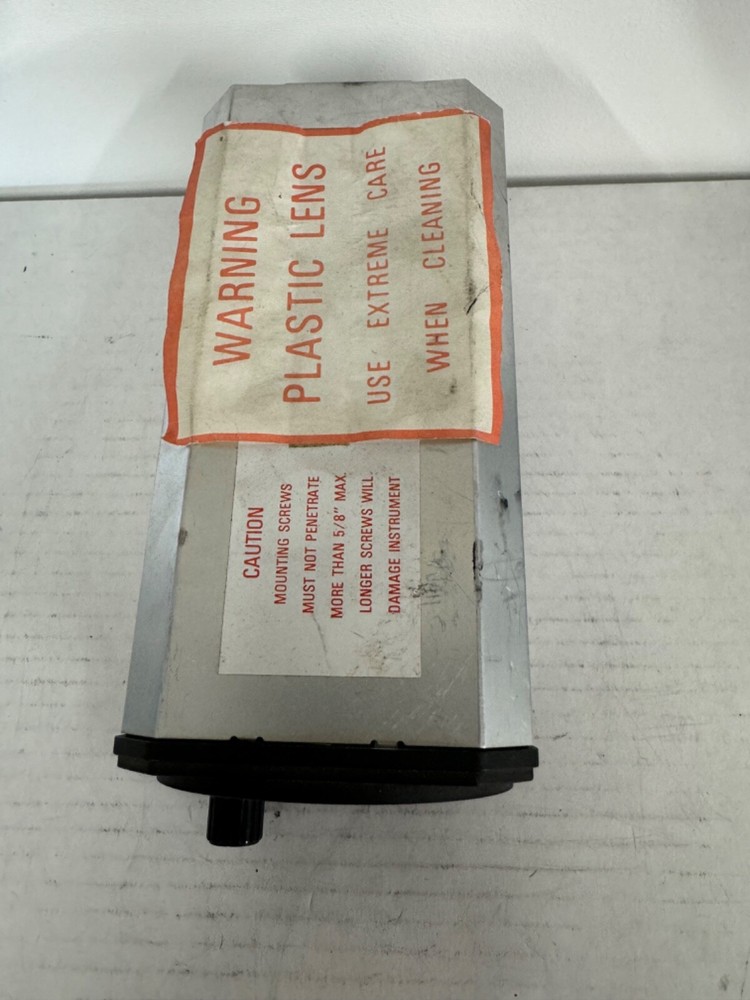 WARNING
PLASTIC LENS
USE EXTREME CARE
WHEN CLEANING
CAUTION
MOUNTING SCREWS
MUST NOT PENETRATE
MORE THAN 5/8" MAX.
LONGER SCREWS WILL
DAMAGE INSTRUMENT